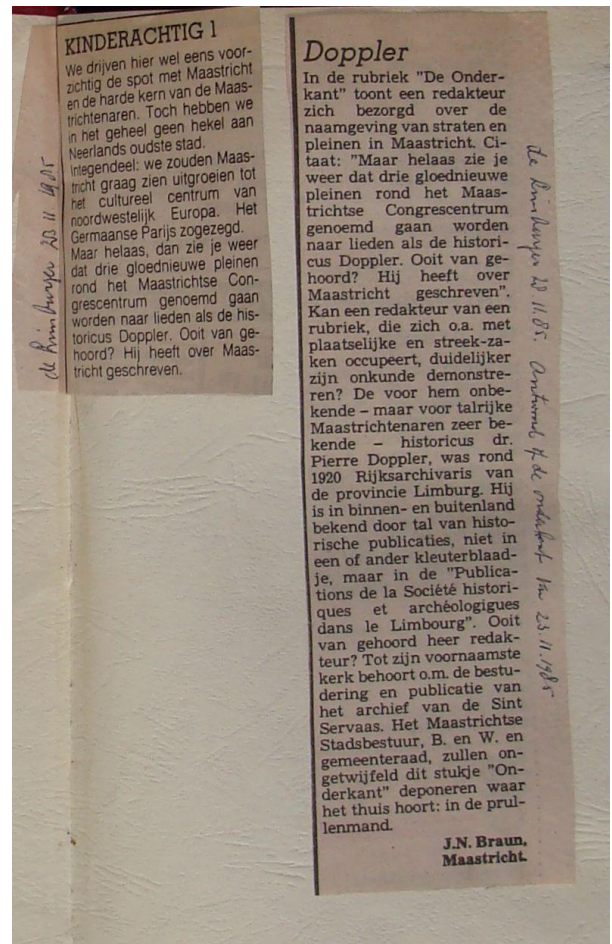 KINDERACHTIG 1
We drijven hier wel eens voor-
zichtig de spot met Maastricht
en de harde kern van de Maas-
trichtenaren. Toch hebben we
in het geheel geen hekel aan
Neerlands oudste stad.
Integendeel: we zouden Maas-
tricht graag zien uitgroeien tot
het cultureel centrum van
noordwestelijk Europa. Het
Germaanse Parijs zogezegd.
Maar helaas, dan zie je weer
dat drie gloednieuwe pleinen
rond het Maastrichtse Con-
grescentrum genoemd gaan
worden naar lieden als de his-
toricus Doppler. Ooit van ge-
hoord? Hij heeft over Maas-
tricht geschreven.
de Limburger 20 11 1985
Doppler
In de rubriek "De Onder-
kant" toont een redakteur
zich bezorgd over de
naamgeving van straten en
pleinen in Maastricht. Ci-
taat: "Maar helaas zie je
weer dat drie gloednieuwe
pleinen rond het Maas-
trichtse Congrescentrum
genoemd gaan worden
naar lieden als de histori-
cus Doppler. Ooit van ge-
hoord? Hij heeft over
Maastricht geschreven".
Kan een redakteur van een
rubriek, die zich o.a. met
plaatselijke en streek-za-
ken occupeert, duidelijker
zijn onkunde demonstre-
ren? De voor hem onbe-
kende – maar voor talrijke
Maastrichtenaren zeer be-
kende – historicus dr.
Pierre Doppler, was rond
1920 Rijksarchivaris van
de provincie Limburg. Hij
is in binnen- en buitenland
bekend door tal van histo-
rische publicaties, niet in
een of ander kleuterblaad-
je, maar in de "Publica-
tions de la Société histori-
ques et archéologigues
dans le Limbourg". Ooit
van gehoord heer redak-
teur? Tot zijn voornaamste
kerk behoort o.m. de bestu-
dering en publicatie van
het archief van de Sint
Servaas. Het Maastrichtse
Stadsbestuur, B. en W. en
gemeenteraad, zullen on-
getwijfeld dit stukje "On-
derkant" deponeren waar
het thuis hoort: in de prul-
lenmand.
J.N. Braun,
Maastricht.
de Limburger 28.11.85. Antwoord op de onderkant van 23.11.1985